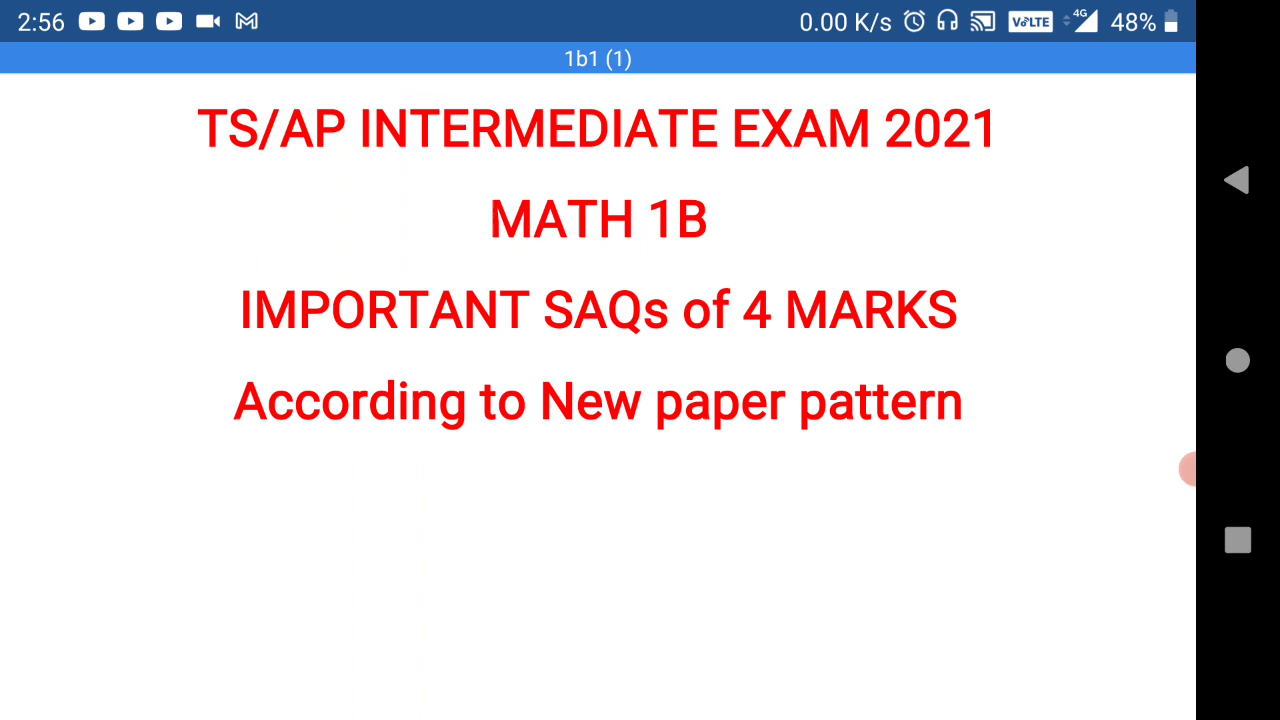 2:56 0.00 K/s VoLTE 4G 48%
1b1 (1)
TS/AP INTERMEDIATE EXAM 2021
MATH 1B
IMPORTANT SAQs of 4 MARKS
According to New paper pattern